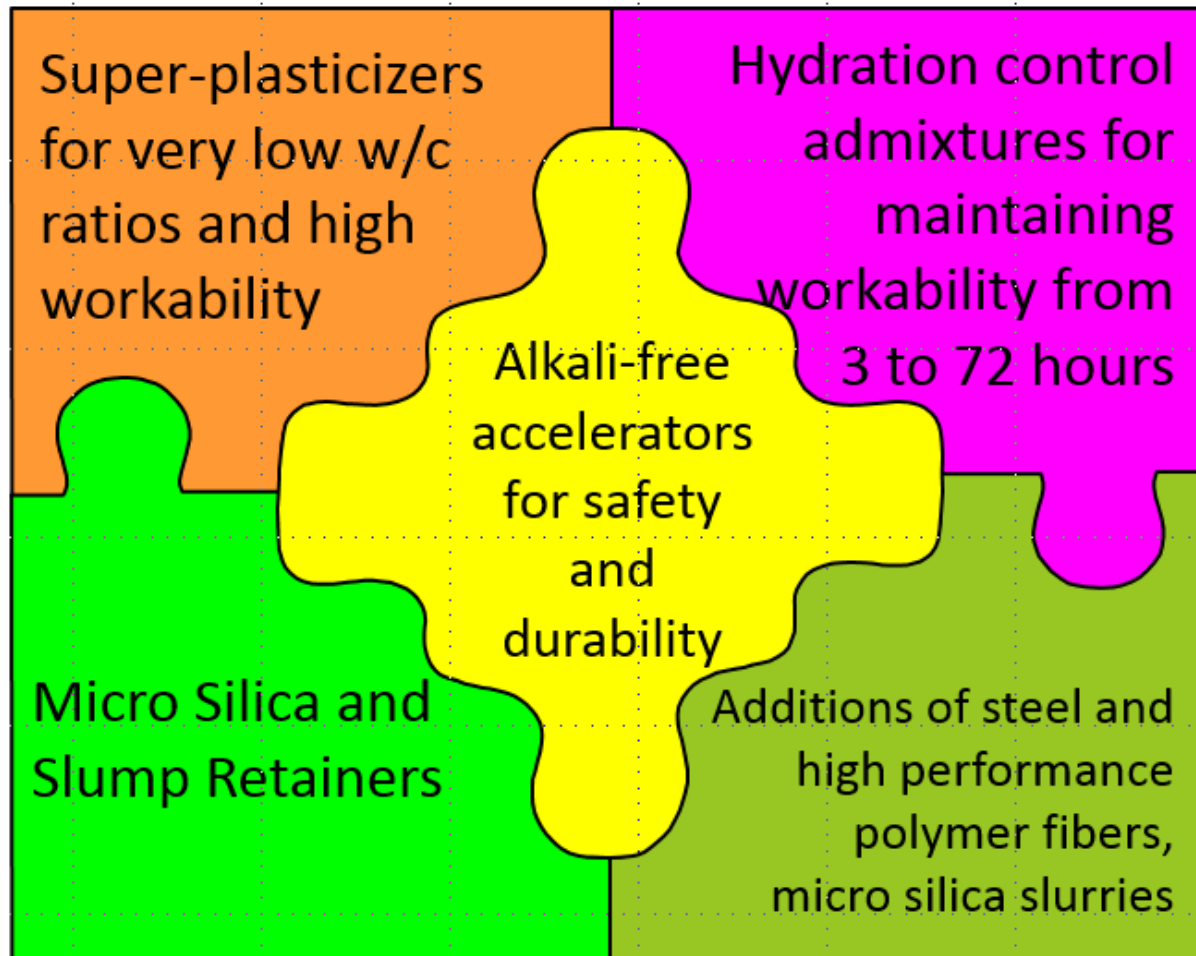 Super-plasticizers
for very low w/c
ratios and high
workability
Hydration control
admixtures for
maintaining
workability from
3 to 72 hours
Alkali-free
accelerators
for safety
and
durability
Micro Silica and
Slump Retainers
Additions of steel and
high performance
polymer fibers,
micro silica slurries